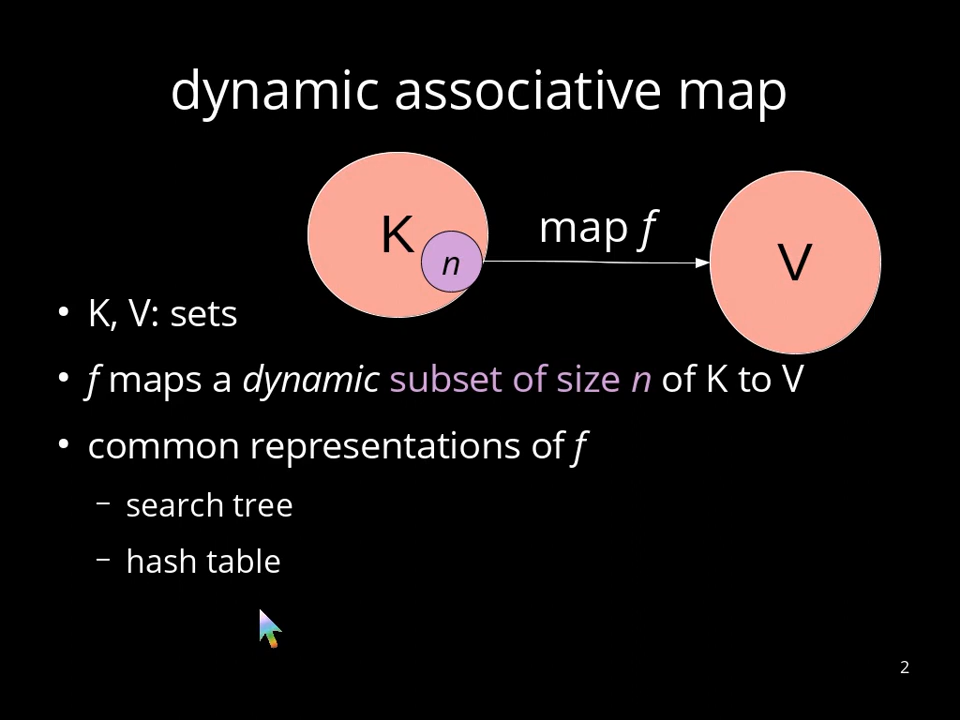 dynamic associative map
K
n
map f
V
• K, V: sets
• f maps a dynamic subset of size n of K to V
• common representations of f
– search tree
– hash table
2